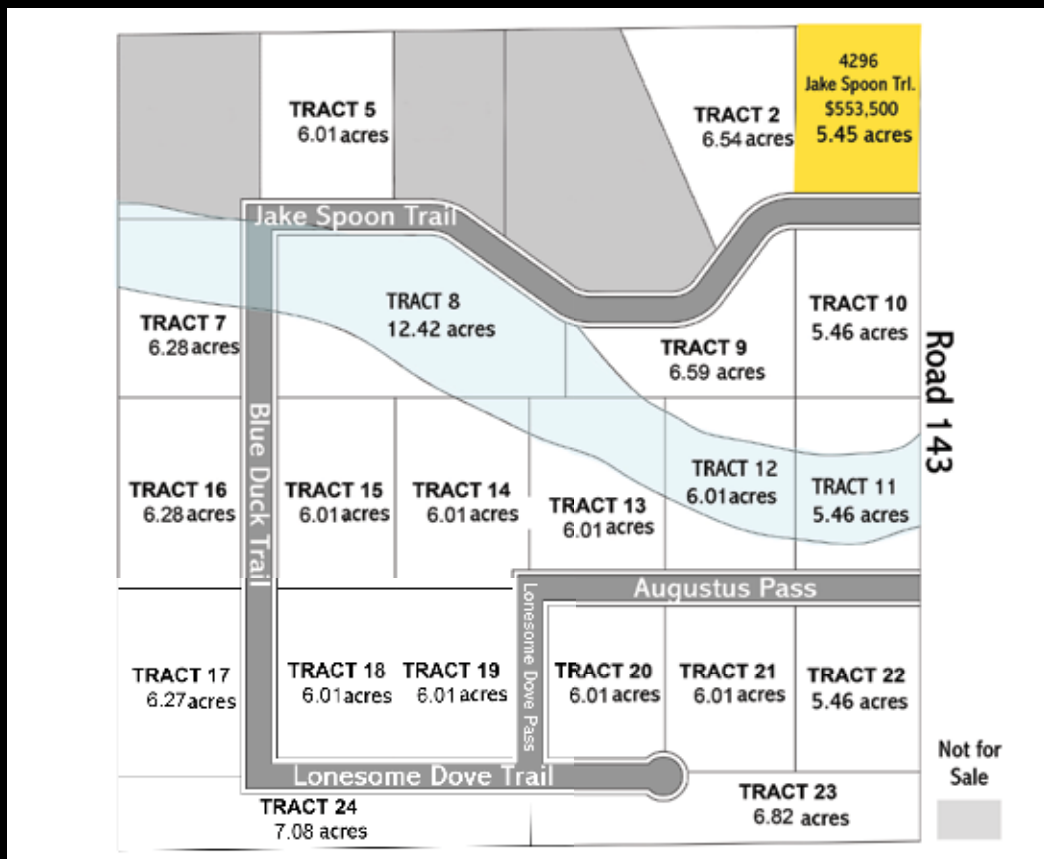 4296
Jake Spoon Trl.
$553,500
5.45 acres
TRACT 5
6.01 acres
TRACT 2
6.54 acres
Jake Spoon Trail
TRACT 8
12.42 acres
TRACT 10
5.46 acres
TRACT 7
6.28 acres
TRACT 9
6.59 acres
Road 143
Blue Duck Trail
TRACT 16
6.28 acres
TRACT 15
6.01 acres
TRACT 14
6.01 acres
TRACT 13
6.01 acres
TRACT 12
6.01 acres
TRACT 11
5.46 acres
Augustus Pass
Lonesome Dove Pass
TRACT 17
6.27 acres
TRACT 18
6.01 acres
TRACT 19
6.01 acres
TRACT 20
6.01 acres
TRACT 21
6.01 acres
TRACT 22
5.46 acres
Not for
Sale
Lonesome Dove Trail
TRACT 23
6.82 acres
TRACT 24
7.08 acres